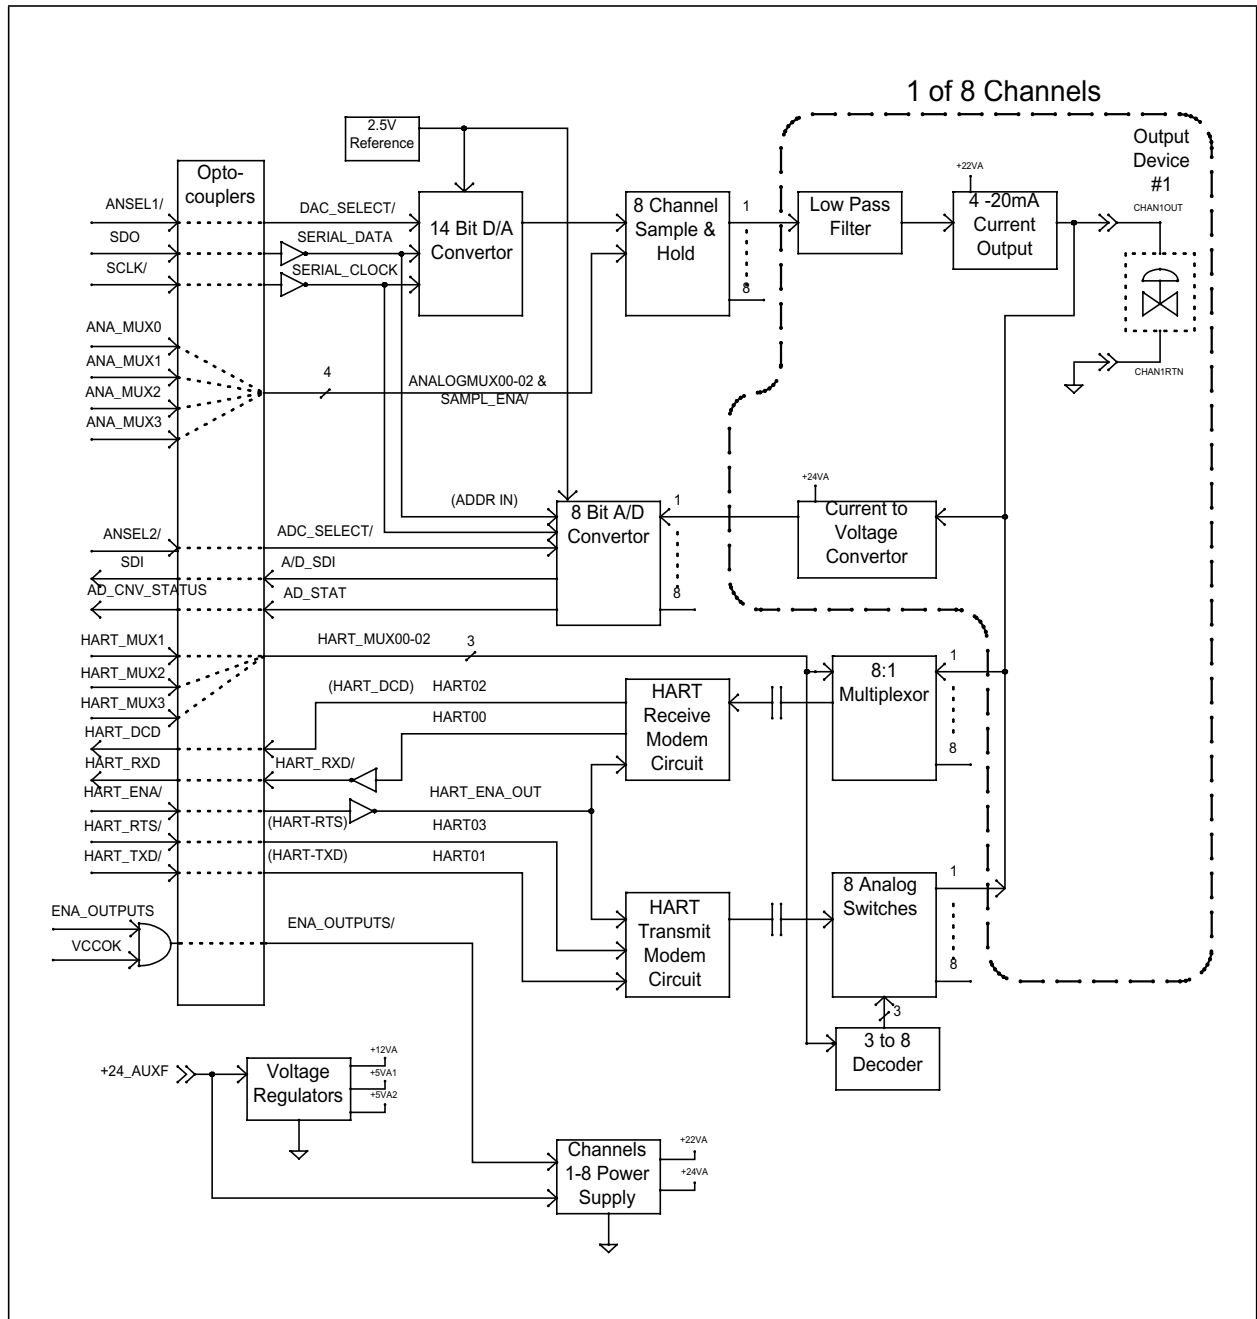 1 of 8 Channels
2.5V
Reference
Output
Device
#1
Opto-
couplers
+22VA
ANSEL1/
DAC_SELECT/
14 Bit D/A
Convertor
8 Channel
Sample &
Hold
1
8
Low Pass
Filter
4 -20mA
Current
Output
CHAN1OUT
SDO
SERIAL_DATA
SCLK/
SERIAL_CLOCK
ANA_MUX0
ANA_MUX1
ANA_MUX2
ANA_MUX3
4
ANALOGMUX00-02 &
SAMPL_ENA/
CHAN1RTN
+24VA
(ADDR IN)
8 Bit A/D
Convertor
1
8
Current to
Voltage
Convertor
ANSEL2/
ADC_SELECT/
SDI
A/D_SDI
AD_CNV_STATUS
AD_STAT
HART_MUX1
HART_MUX00-02
3
HART_MUX2
HART_MUX3
8:1
Multiplexor
1
8
(HART_DCD)
HART02
HART
Receive
Modem
Circuit
HART_DCD
HART00
HART_RXD
HART_RXD/
HART_ENA/
HART_ENA_OUT
HART_RTS/
(HART-RTS)
HART03
HART_TXD/
(HART-TXD)
HART01
HART
Transmit
Modem
Circuit
8 Analog
Switches
1
8
ENA_OUTPUTS
VCCOK
ENA_OUTPUTS/
3
3 to 8
Decoder
+24_AUXF
Voltage
Regulators
+12VA
+5VA1
+5VA2
Channels
1-8 Power
Supply
+22VA
+24VA